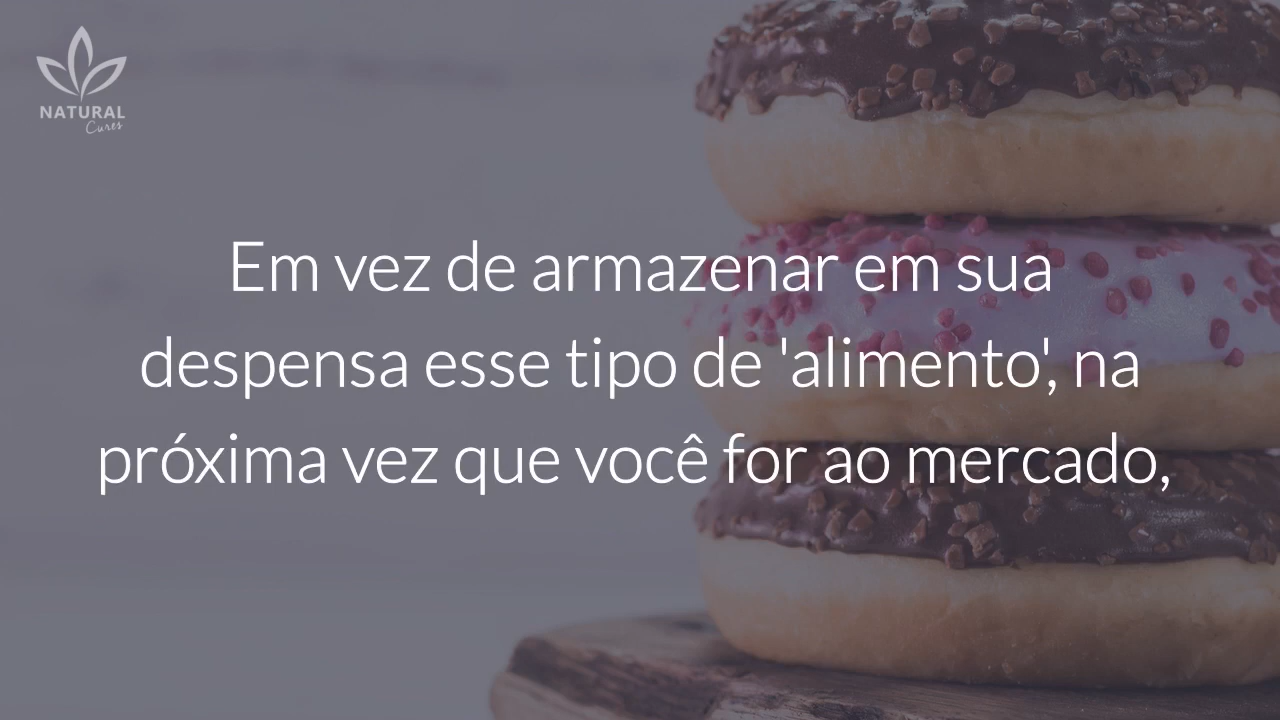 NATURAL
Cures
Em vez de armazenar em sua
despensa esse tipo de 'alimento', na
próxima vez que você for ao mercado,